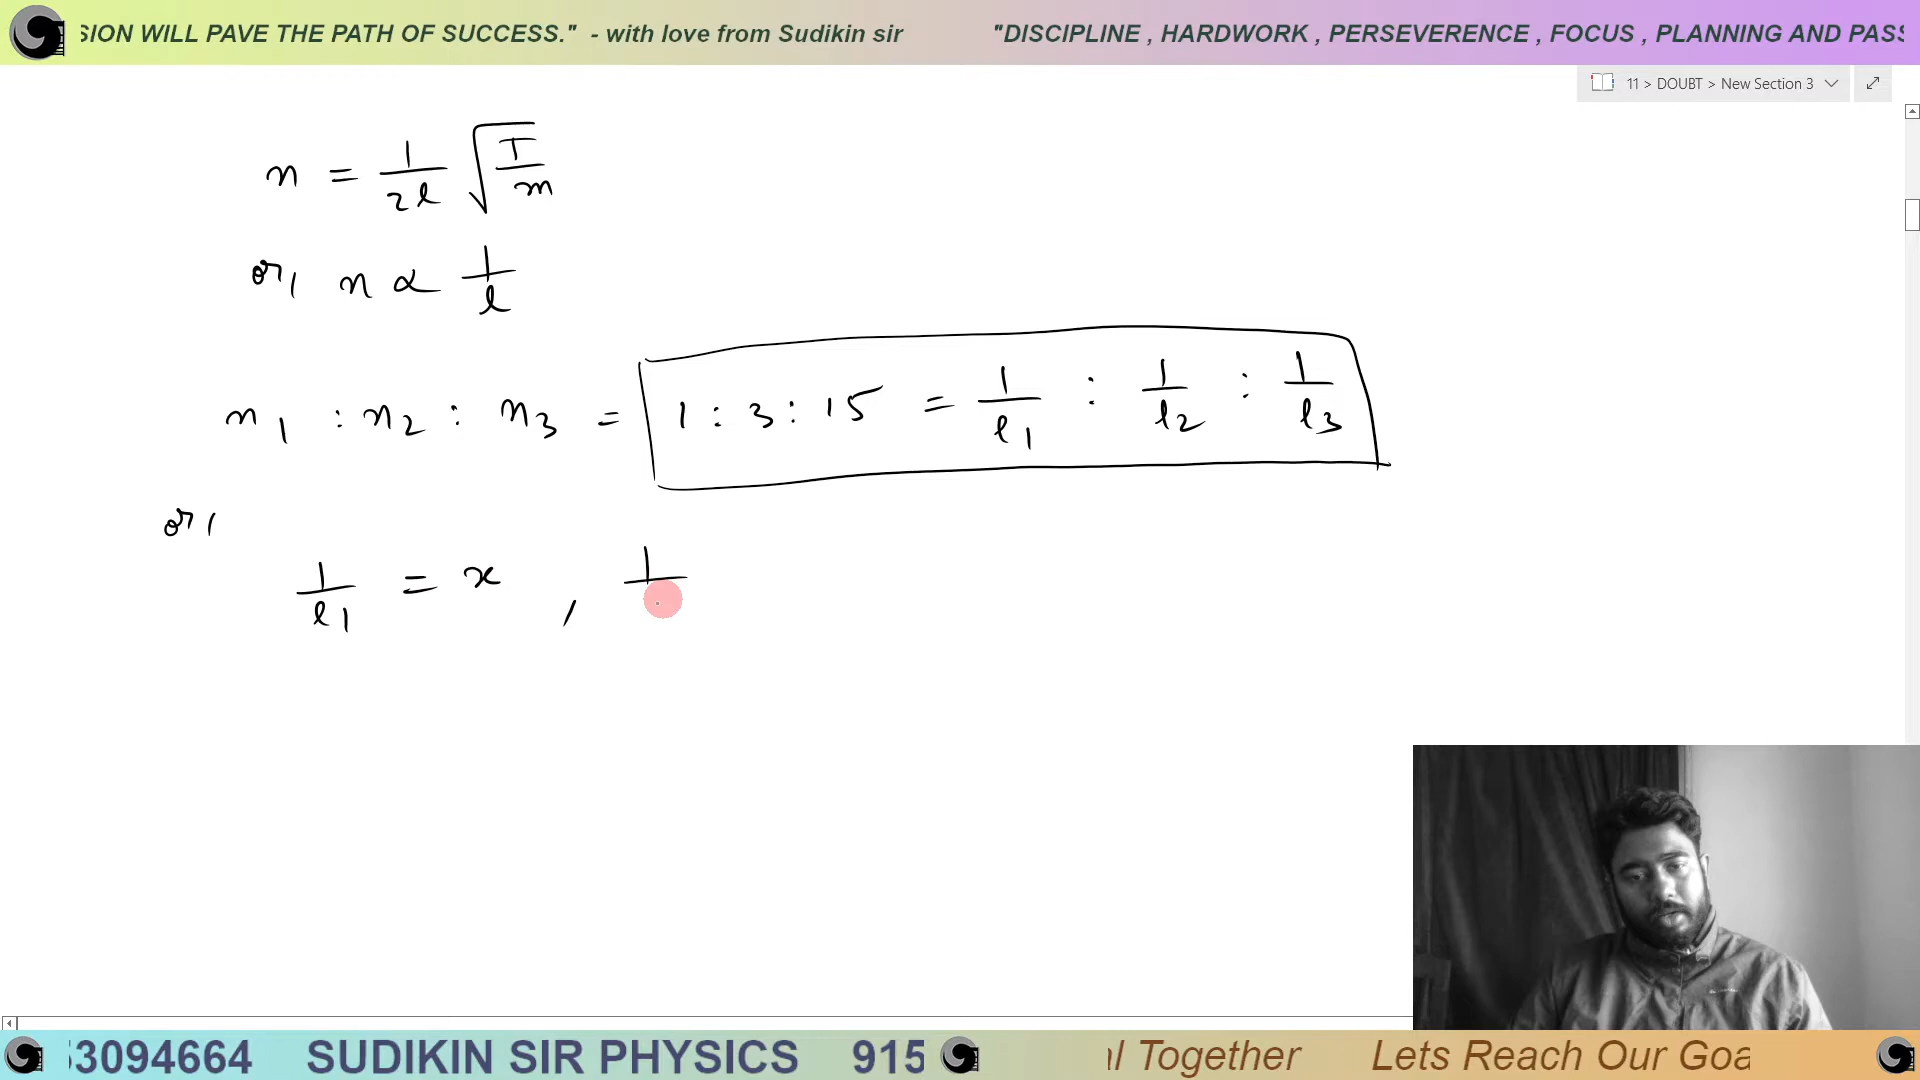 SION WILL PAVE THE PATH OF SUCCESS." - with love from Sudikin sir "DISCIPLINE , HARDWORK , PERSEVERENCE , FOCUS , PLANNING AND PASS
11 > DOUBT > New Section 3
n = 1/2l √T/m
or, n ∝ 1/l
n1 : n2 : n3 = 1 : 3 : 15 = 1/l1 : 1/l2 : 1/l3
or,
1/l1 = x , 1/
53094664 SUDIKIN SIR PHYSICS 915 al Together Lets Reach Our Goa